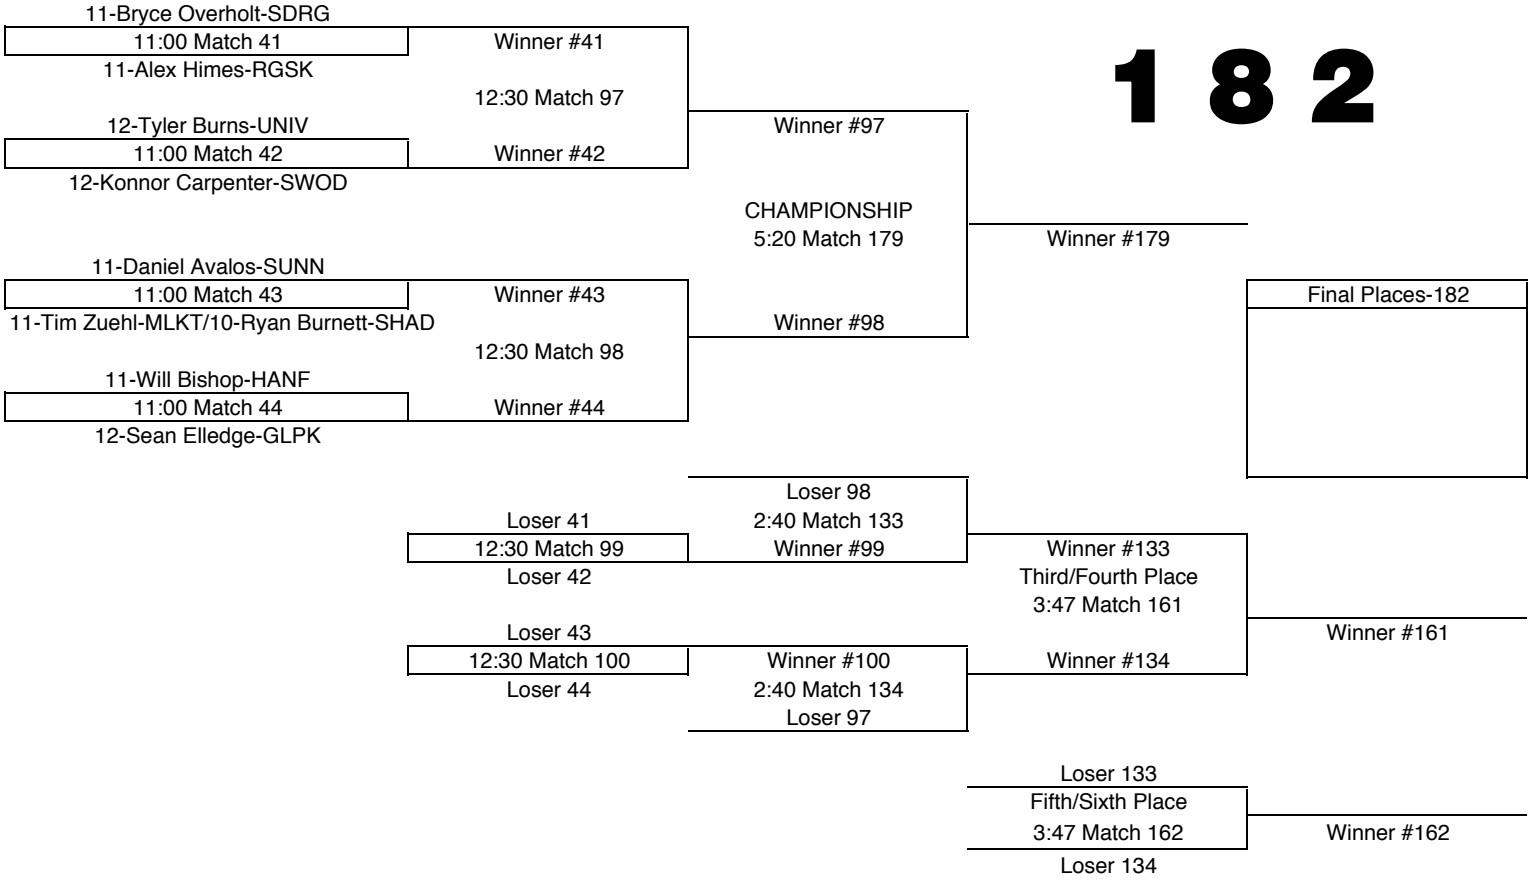 11-Bryce Overholt-SDRG
11:00 Match 41
Winner #41
11-Alex Himes-RGSK
182
12:30 Match 97
12-Tyler Burns-UNIV
Winner #97
11:00 Match 42
Winner #42
12-Konnor Carpenter-SWOD
CHAMPIONSHIP
5:20 Match 179
Winner #179
11-Daniel Avalos-SUNN
11:00 Match 43
Winner #43
Final Places-182
11-Tim Zuehl-MLKT/10-Ryan Burnett-SHAD
Winner #98
12:30 Match 98
11-Will Bishop-HANF
11:00 Match 44
Winner #44
12-Sean Elledge-GLPK
Loser 98
Loser 41
2:40 Match 133
12:30 Match 99
Winner #99
Winner #133
Loser 42
Third/Fourth Place
3:47 Match 161
Loser 43
Winner #161
12:30 Match 100
Winner #100
Winner #134
Loser 44
2:40 Match 134
Loser 97
Loser 133
Fifth/Sixth Place
3:47 Match 162
Winner #162
Loser 134